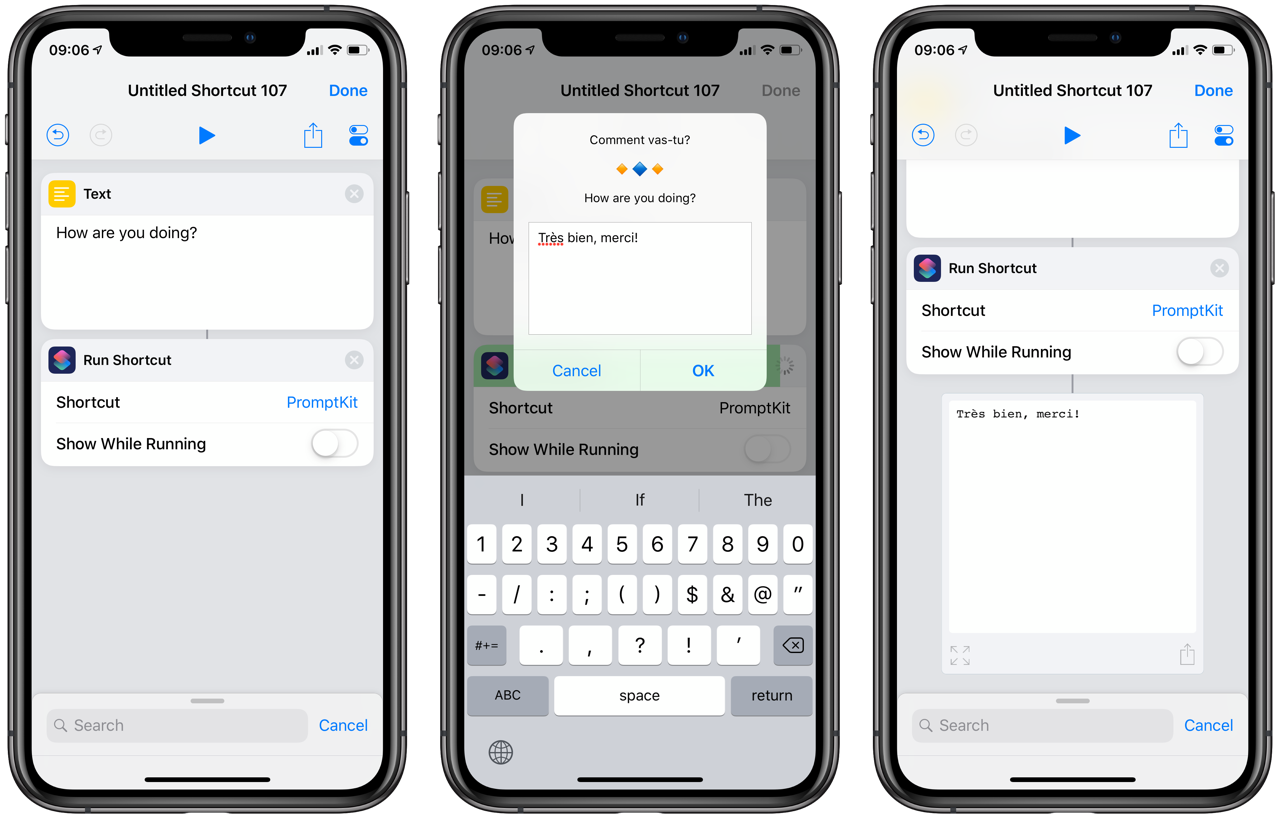 09:06
Untitled Shortcut 107 Done
Text
How are you doing?
Run Shortcut
Shortcut PromptKit
Show While Running
Search Cancel
09:06
Untitled Shortcut 107 Done
Comment vas-tu?
How are you doing?
How
Très bien, merci!
Cancel OK
Shortcut PromptKit
Show While Running
I If The
1 2 3 4 5 6 7 8 9 0
- / : ; ( ) $ & @ "
#+= . , ? ! ’
ABC space return
09:06
Untitled Shortcut 107 Done
Run Shortcut
Shortcut PromptKit
Show While Running
Très bien, merci!
Search Cancel